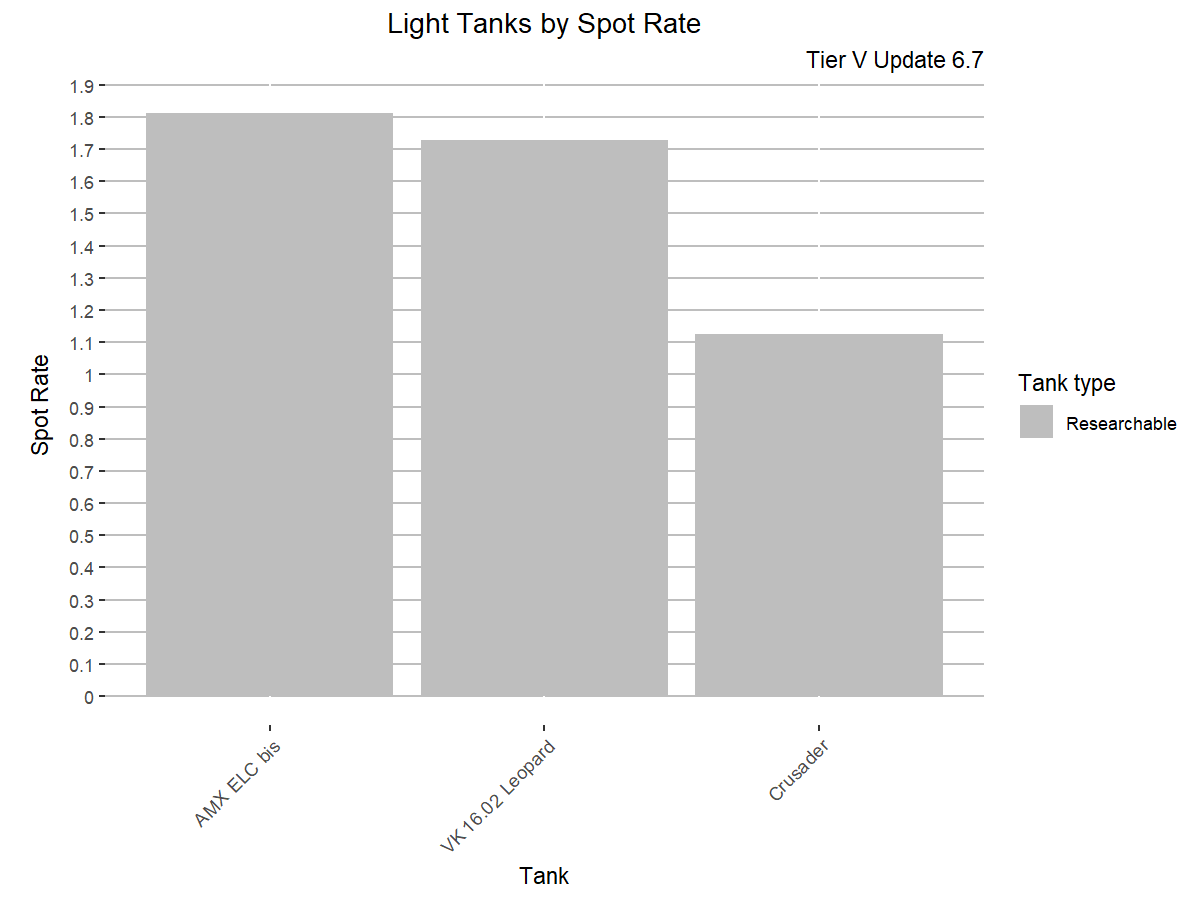 Light Tanks by Spot Rate
Tier V Update 6.7
Spot Rate
1.9
1.8
1.7
1.6
1.5
1.4
1.3
1.2
1.1
1
0.9
0.8
0.7
0.6
0.5
0.4
0.3
0.2
0.1
0
AMX ELC bis
VK 16.02 Leopard
Crusader
Tank
Tank type
Researchable